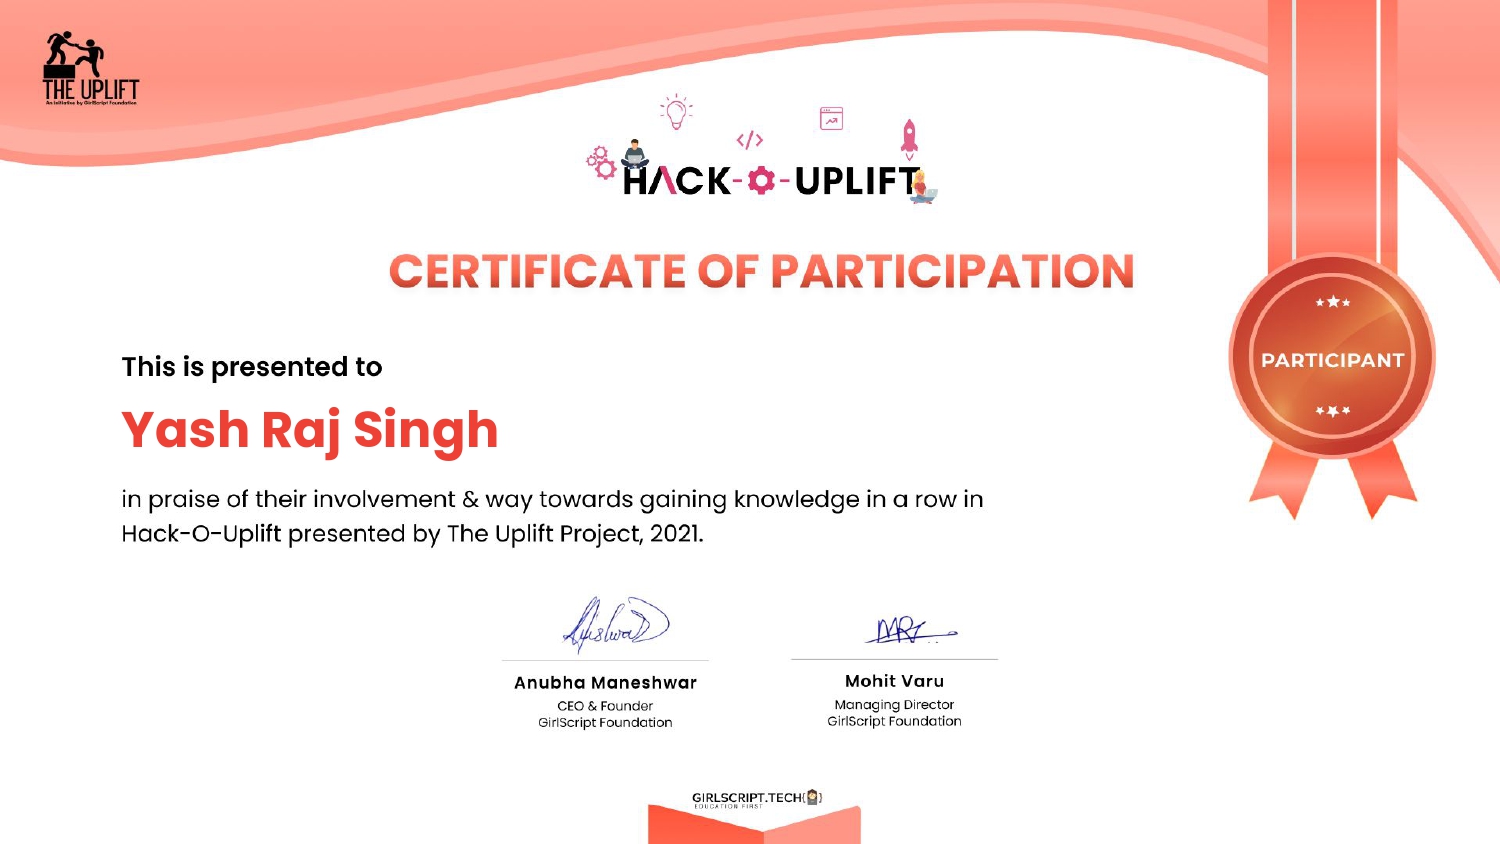 THE UPLIFT
An Initiative by GirlScript Foundation
</>
HACK-O-UPLIFT
CERTIFICATE OF PARTICIPATION
This is presented to
Yash Raj Singh
in praise of their involvement & way towards gaining knowledge in a row in
Hack-O-Uplift presented by The Uplift Project, 2021.
PARTICIPANT
Anubha Maneshwar
CEO & Founder
GirlScript Foundation
Mohit Varu
Managing Director
GirlScript Foundation
GIRLSCRIPT.TECH{}
EDUCATION FIRST